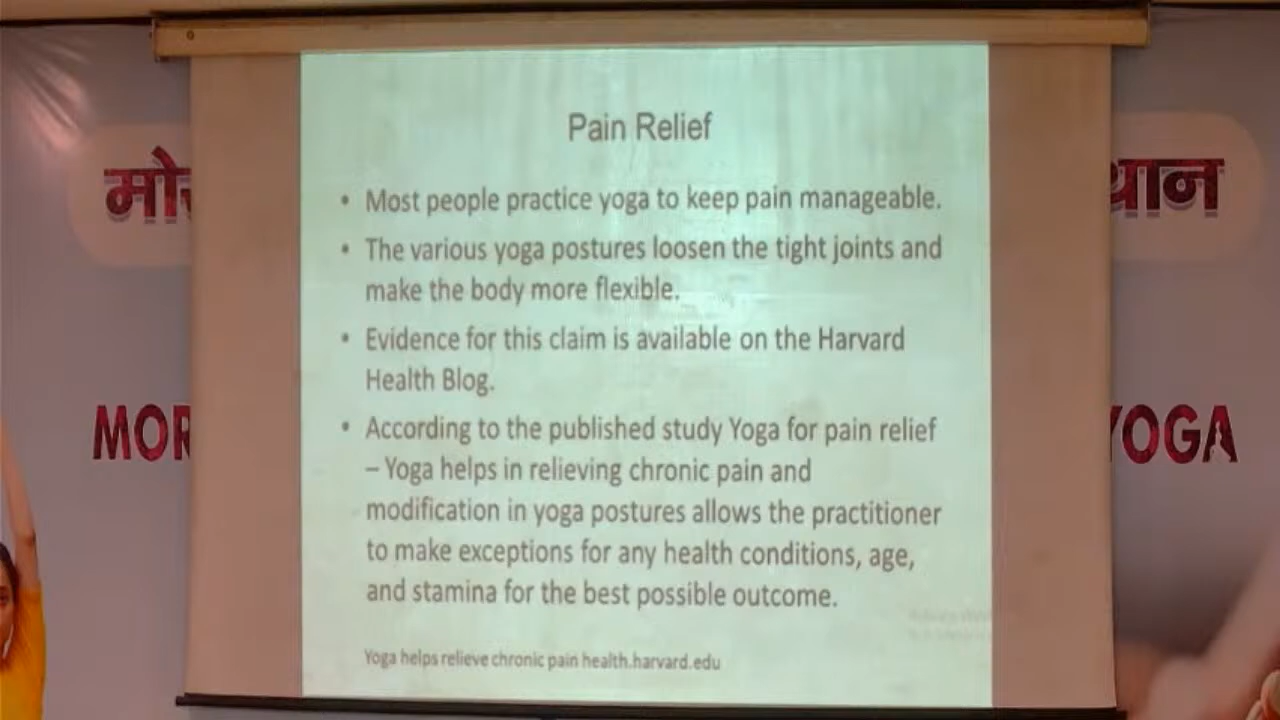 Pain Relief
• Most people practice yoga to keep pain manageable.
• The various yoga postures loosen the tight joints and
make the body more flexible.
• Evidence for this claim is available on the Harvard
Health Blog.
• According to the published study Yoga for pain relief
– Yoga helps in relieving chronic pain and
modification in yoga postures allows the practitioner
to make exceptions for any health conditions, age,
and stamina for the best possible outcome.
Yoga helps relieve chronic pain health.harvard.edu
YOGA